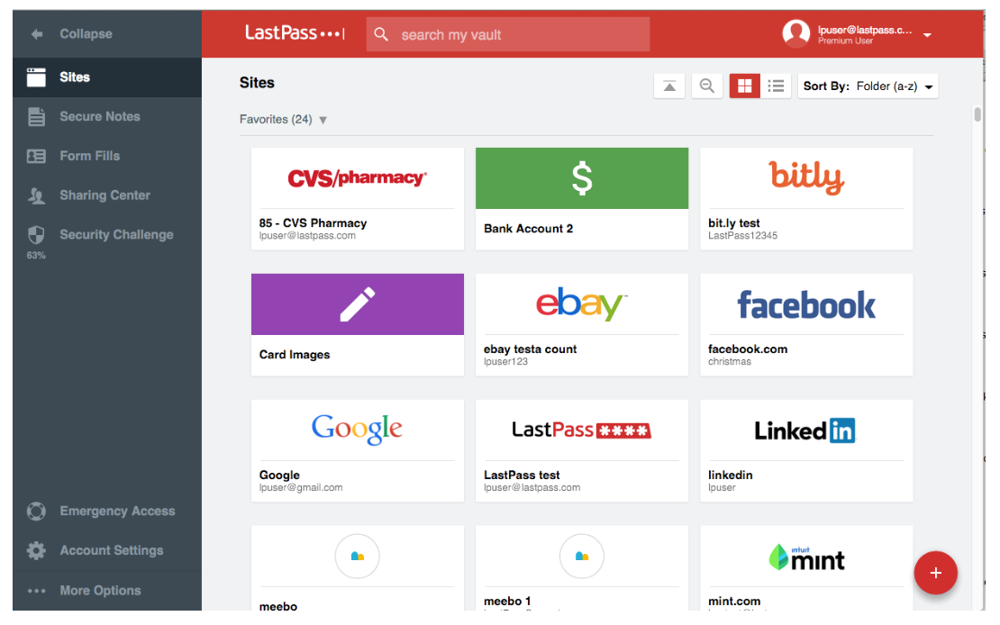 Collapse
Sites
Secure Notes
Form Fills
Sharing Center
Security Challenge
63%
Emergency Access
Account Settings
More Options
LastPass •••|
search my vault
lpuser@lastpass.c...
Premium User
Sites
Sort By: Folder (a-z)
Favorites (24)
CVS/pharmacy
85 - CVS Pharmacy
lpuser@lastpass.com
$
Bank Account 2
bitly
bit.ly test
LastPass12345
Card Images
ebay
ebay testa count
lpuser123
facebook
facebook.com
christmas
Google
Google
lpuser@gmail.com
LastPass ****
LastPass test
lpuser@lastpass.com
Linked in
linkedin
lpuser
meebo
meebo 1
intuit
mint
mint.com
+